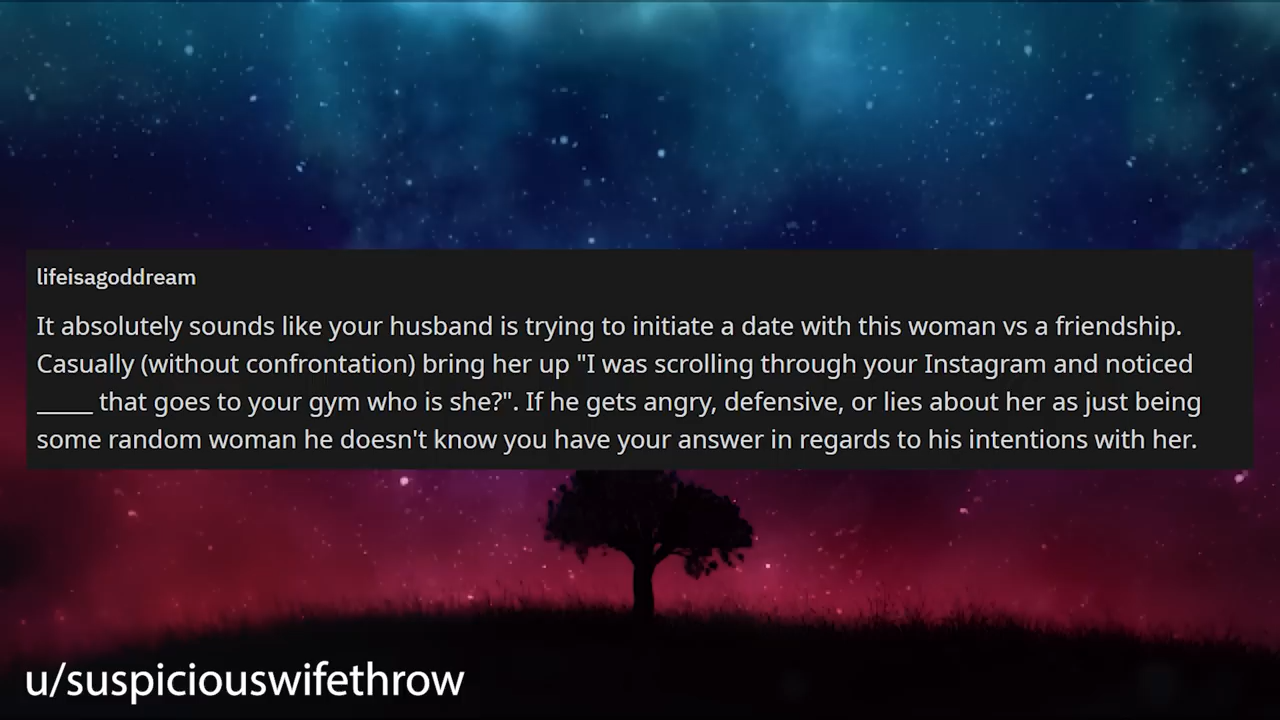 lifeisagoddream
It absolutely sounds like your husband is trying to initiate a date with this woman vs a friendship.
Casually (without confrontation) bring her up "I was scrolling through your Instagram and noticed
_____ that goes to your gym who is she?". If he gets angry, defensive, or lies about her as just being
some random woman he doesn't know you have your answer in regards to his intentions with her.
u/suspiciouswifethrow